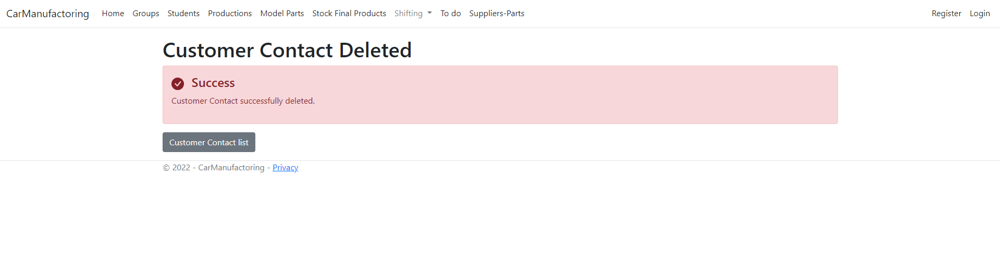 CarManufactoring Home Groups Students Productions Model Parts Stock Final Products Shifting To do Suppliers-Parts Register Login
Customer Contact Deleted
Success
Customer Contact successfully deleted.
Customer Contact list
© 2022 - CarManufactoring - Privacy